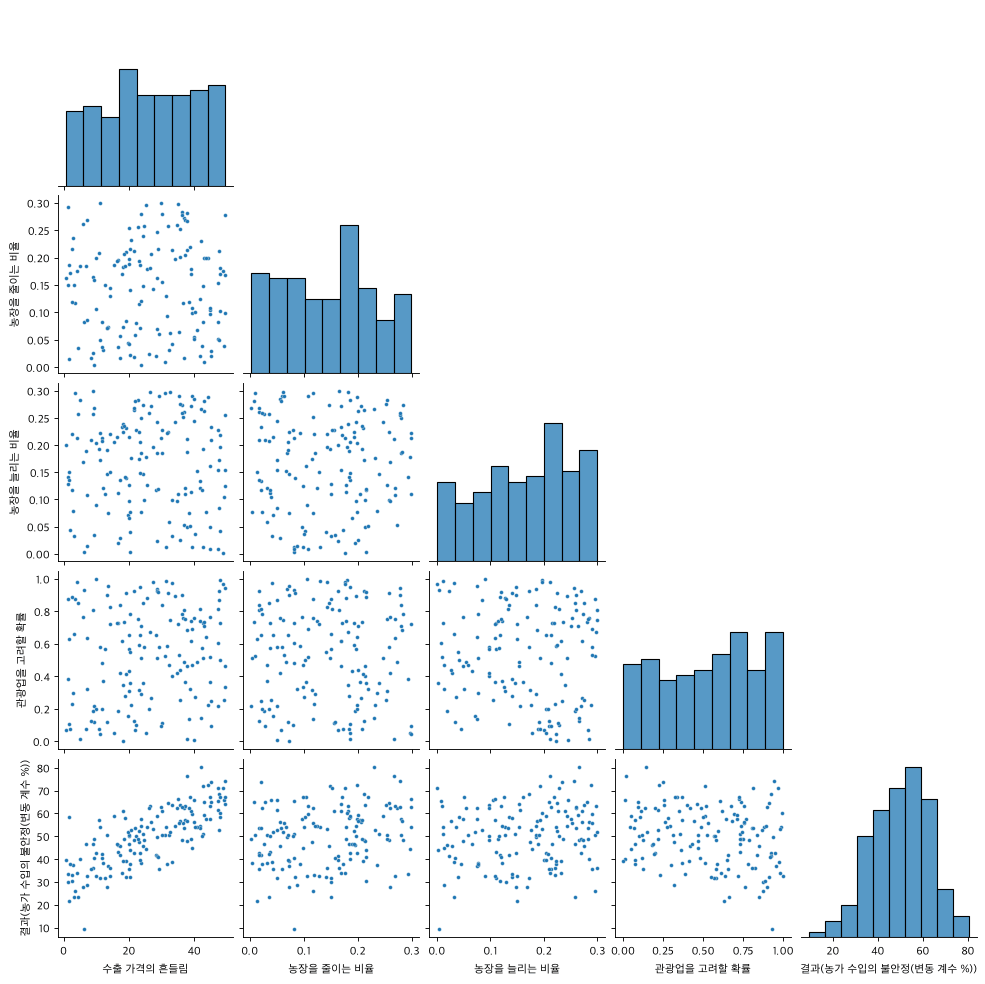 0.30
0.25
0.20
0.15
0.10
0.05
0.00
농장을 줄이는 비율
0.30
0.25
0.20
0.15
0.10
0.05
0.00
농장을 늘리는 비율
1.0
0.8
0.6
0.4
0.2
0.0
관광업을 고려할 확률
80
70
60
50
40
30
20
10
결과(농가 수입의 불안정(변동 계수 %))
0 20 40
수출 가격의 흔들림
0.0 0.1 0.2 0.3
농장을 줄이는 비율
0.0 0.1 0.2 0.3
농장을 늘리는 비율
0.00 0.25 0.50 0.75 1.00
관광업을 고려할 확률
20 40 60 80
결과(농가 수입의 불안정(변동 계수 %))